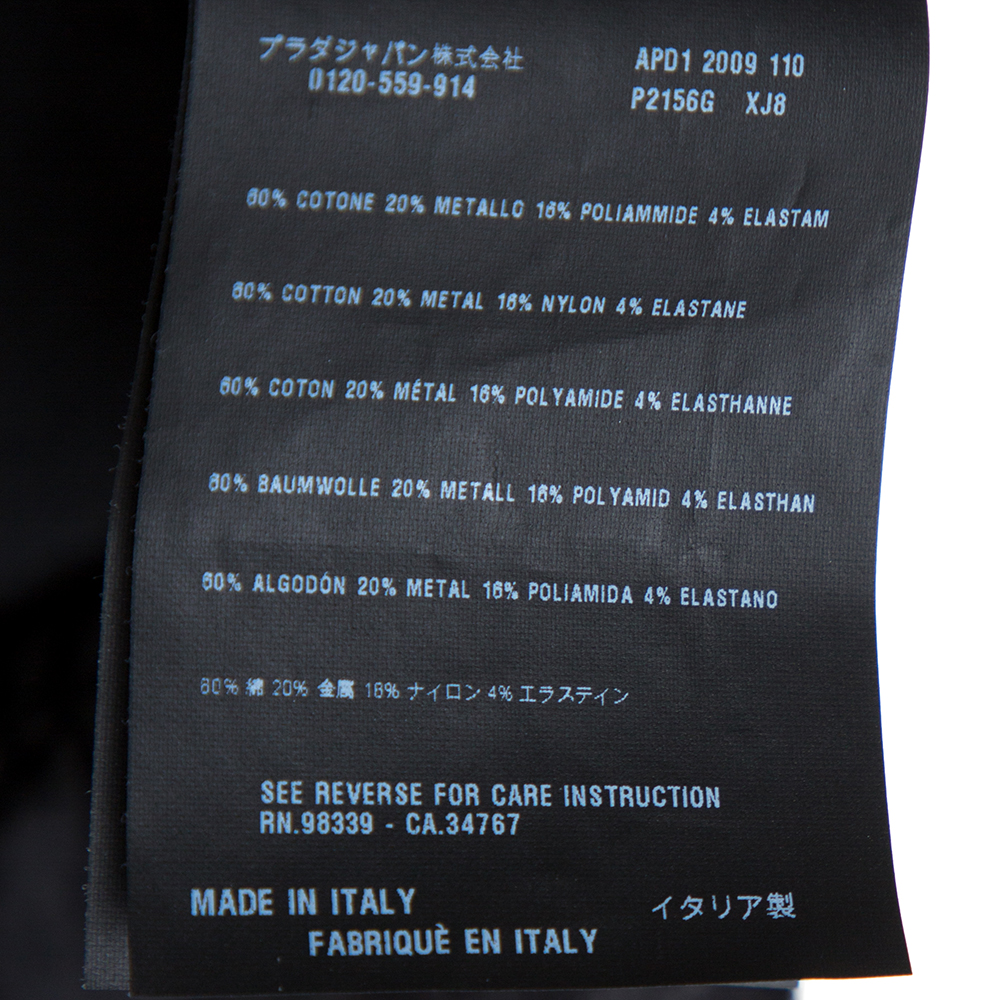 プラダジャパン株式会社
0120-559-914
APD1 2009 110
P2156G XJ8
60% COTONE 20% METALLO 16% POLIAMMIDE 4% ELASTAM
60% COTTON 20% METAL 16% NYLON 4% ELASTANE
60% COTON 20% MÉTAL 16% POLYAMIDE 4% ELASTHANNE
60% BAUMWOLLE 20% METALL 16% POLYAMID 4% ELASTHAN
60% ALGODÓN 20% METAL 16% POLIAMIDA 4% ELASTANO
60% 綿 20% 金属 16% ナイロン 4% エラステイン
SEE REVERSE FOR CARE INSTRUCTION
RN.98339 - CA.34767
MADE IN ITALY
FABRIQUÈ EN ITALY
イタリア製